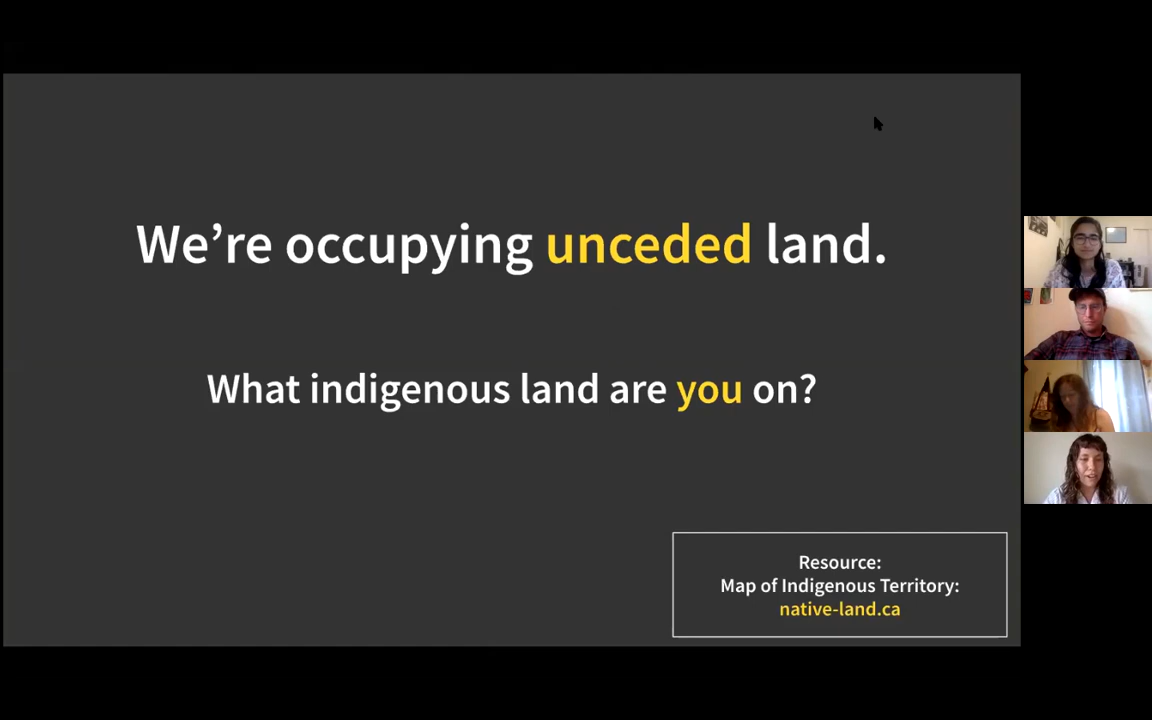 We’re occupying unceded land.
What indigenous land are you on?
Resource:
Map of Indigenous Territory:
native-land.ca